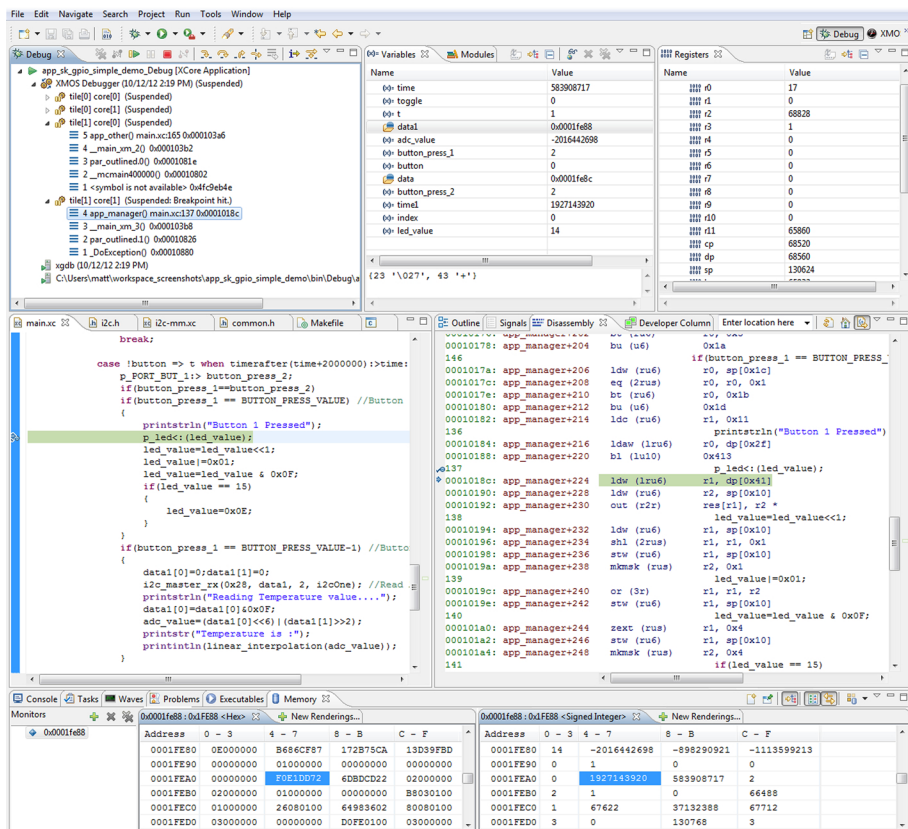 File Edit Navigate Search Project Run Tools Window Help
Debug XMO
Debug
app_sk_gpio_simple_demo_Debug [XCore Application]
XMOS Debugger (10/12/12 2:19 PM) (Suspended)
tile[0] core[0] (Suspended)
tile[0] core[1] (Suspended)
tile[1] core[0] (Suspended)
5 app_other() main.xc:165 0x000103a6
4 __main_xm_2() 0x000103b2
3 par_outlined.0() 0x0001081e
2 __mcmain400000() 0x00010802
1 <symbol is not available> 0x4fc9eb4e
tile[1] core[1] (Suspended: Breakpoint hit.)
4 app_manager() main.xc:137 0x0001018c
3 __main_xm_3() 0x000103b8
2 par_outlined.1() 0x00010826
1 _DoException() 0x00010880
xgdb (10/12/12 2:19 PM)
C:\Users\matt\workspace_screenshots\app_sk_gpio_simple_demo\bin\Debug\a
(x)= Variables Modules
Name Value
(x)= time 583908717
(x)= toggle 0
(x)= t 1
data1 0x0001fe88
(x)= adc_value -2016442698
(x)= button_press_1 2
(x)= button 0
data 0x0001fe8c
(x)= button_press_2 2
(x)= time1 1927143920
(x)= index 0
(x)= led_value 14
{23 '\027', 43 '+'}
Registers
Name Value
r0 17
r1 0
r2 68828
r3 1
r4 0
r5 0
r6 0
r7 0
r8 0
r9 0
r10 0
r11 65860
cp 68520
dp 68560
sp 130624
main.xc i2c.h i2c-mm.xc common.h Makefile
break;
case !button => t when timerafter(time+2000000):>time:
p_PORT_BUT_1:> button_press_2;
if(button_press_1==button_press_2)
if(button_press_1 == BUTTON_PRESS_VALUE) //Button
{
printstrln("Button 1 Pressed");
p_led<:(led_value);
led_value=led_value<<1;
led_value|=0x01;
led_value=led_value & 0x0F;
if(led_value == 15)
{
led_value=0x0E;
}
}
if(button_press_1 == BUTTON_PRESS_VALUE-1) //Butto
{
data1[0]=0;data1[1]=0;
i2c_master_rx(0x28, data1, 2, i2cOne); //Read
printstrln("Reading Temperature value....");
data1[0]=data1[0]&0x0F;
adc_value=(data1[0]<<6)|(data1[1]>>2);
printstr("Temperature is :");
printintln(linear_interpolation(adc_value));
}
Outline Signals Disassembly Developer Column Enter location here
00010178: app_manager+204 bu (u6) 0x1a
146 if(button_press_1 == BUTTON_PRESS_
0001017a: app_manager+206 ldw (ru6) r0, sp[0x1c]
0001017c: app_manager+208 eq (2rus) r0, r0, 0x1
0001017e: app_manager+210 bt (ru6) r0, 0x1b
00010180: app_manager+212 bu (u6) 0x1d
00010182: app_manager+214 ldc (ru6) r1, 0x11
136 printstrln("Button 1 Pressed")
00010184: app_manager+216 ldaw (lru6) r0, dp[0x2f]
00010188: app_manager+220 bl (lu10) 0x413
137 p_led<:(led_value);
0001018c: app_manager+224 ldw (lru6) r1, dp[0x41]
00010190: app_manager+228 ldw (ru6) r2, sp[0x10]
00010192: app_manager+230 out (r2r) res[r1], r2 *
138 led_value=led_value<<1;
00010194: app_manager+232 ldw (ru6) r1, sp[0x10]
00010196: app_manager+234 shl (2rus) r1, r1, 0x1
00010198: app_manager+236 stw (ru6) r1, sp[0x10]
0001019a: app_manager+238 mkmsk (rus) r2, 0x1
139 led_value|=0x01;
0001019c: app_manager+240 or (3r) r1, r1, r2
0001019e: app_manager+242 stw (ru6) r1, sp[0x10]
140 led_value=led_value & 0x0F;
000101a0: app_manager+244 zext (rus) r1, 0x4
000101a2: app_manager+246 stw (ru6) r1, sp[0x10]
000101a4: app_manager+248 mkmsk (rus) r2, 0x4
141 if(led_value == 15)
Console Tasks Waves Problems Executables Memory
Monitors
0x0001fe88
0x0001fe88 : 0x1FE88 <Hex> New Renderings...
Address 0 - 3 4 - 7 8 - B C - F
0001FE80 0E000000 B686CF87 172B75CA 13D39FBD
0001FE90 00000000 01000000 00000000 00000000
0001FEA0 00000000 F0E1DD72 6DBDCD22 02000000
0001FEB0 02000000 01000000 00000000 B8030100
0001FEC0 01000000 26080100 64983602 80080100
0001FED0 03000000 00000000 D0FE0100 03000000
0x0001fe88 : 0x1FE88 <Signed Integer> New Renderings...
Address 0 - 3 4 - 7 8 - B C - F
0001FE80 14 -2016442698 -898290921 -1113599213
0001FE90 0 1 0 0
0001FEA0 0 1927143920 583908717 2
0001FEB0 2 1 0 66488
0001FEC0 1 67622 37132388 67712
0001FED0 3 0 130768 3